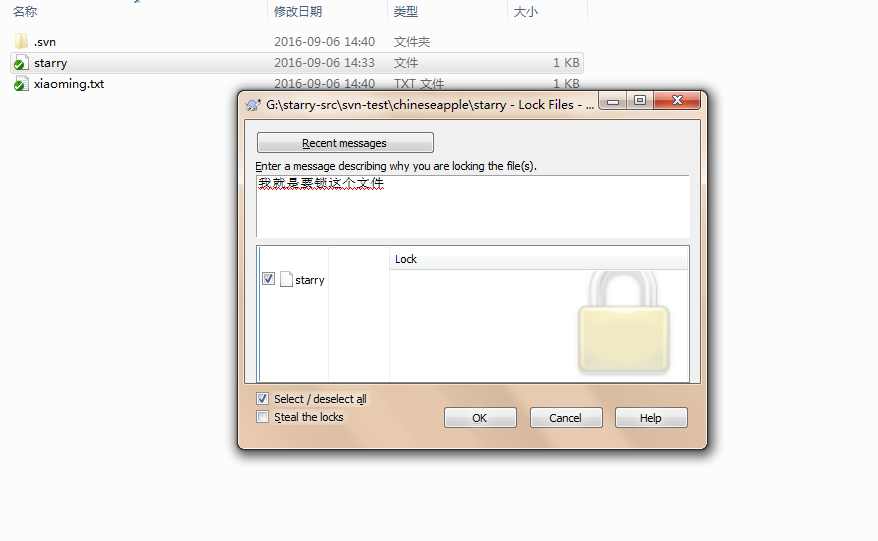 名称 修改日期 类型 大小
.svn 2016-09-06 14:40 文件夹
starry 2016-09-06 14:33 文件 1 KB
xiaoming.txt 2016-09-06 14:40 TXT 文件 1 KB
G:\starry-src\svn-test\chineseapple\starry - Lock Files - ...
Recent messages
Enter a message describing why you are locking the file(s).
我就是要锁这个文件
Lock
starry
Select / deselect all
Steal the locks
OK Cancel Help